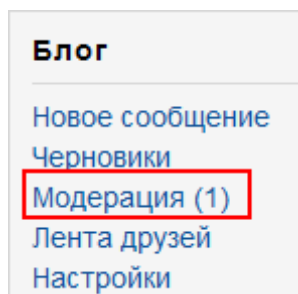 Блог
Новое сообщение
Черновики
Модерация (1)
Лента друзей
Настройки